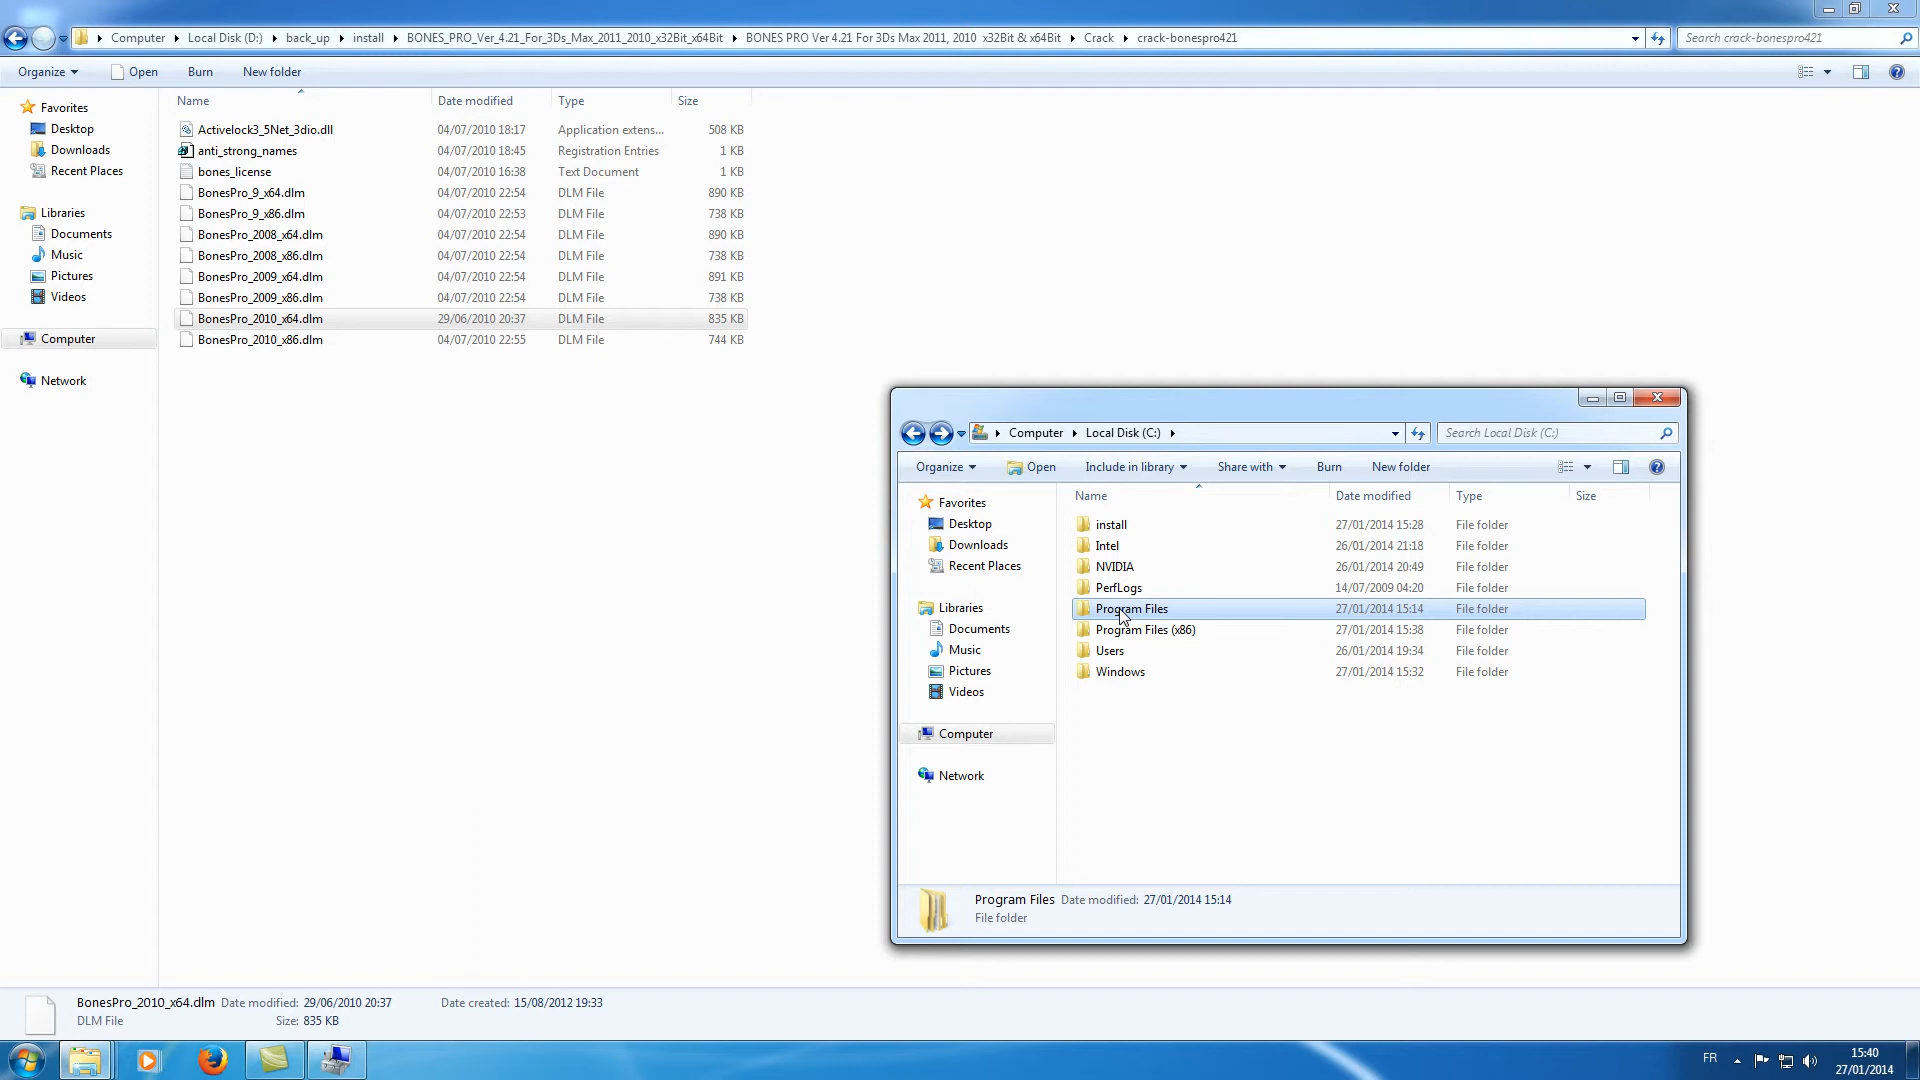 Computer Local Disk (D:) back_up install BONES_PRO_Ver_4.21_For_3Ds_Max_2011_2010_x32Bit_x64Bit BONES PRO Ver 4.21 For 3Ds Max 2011, 2010 x32Bit & x64Bit Crack crack-bonespro421 Search crack-bonespro421
Organize Open Burn New folder
Name Date modified Type Size
Favorites
Desktop
Downloads
Recent Places
Libraries
Documents
Music
Pictures
Videos
Computer
Network
Activelock3_5Net_3dio.dll 04/07/2010 18:17 Application extens... 508 KB
anti_strong_names 04/07/2010 18:45 Registration Entries 1 KB
bones_license 04/07/2010 16:38 Text Document 1 KB
BonesPro_9_x64.dlm 04/07/2010 22:54 DLM File 890 KB
BonesPro_9_x86.dlm 04/07/2010 22:53 DLM File 738 KB
BonesPro_2008_x64.dlm 04/07/2010 22:54 DLM File 890 KB
BonesPro_2008_x86.dlm 04/07/2010 22:54 DLM File 738 KB
BonesPro_2009_x64.dlm 04/07/2010 22:54 DLM File 891 KB
BonesPro_2009_x86.dlm 04/07/2010 22:54 DLM File 738 KB
BonesPro_2010_x64.dlm 29/06/2010 20:37 DLM File 835 KB
BonesPro_2010_x86.dlm 04/07/2010 22:55 DLM File 744 KB
Computer Local Disk (C:) Search Local Disk (C:)
Organize Open Include in library Share with Burn New folder
Name Date modified Type Size
Favorites
Desktop
Downloads
Recent Places
Libraries
Documents
Music
Pictures
Videos
Computer
Network
install 27/01/2014 15:28 File folder
Intel 26/01/2014 21:18 File folder
NVIDIA 26/01/2014 20:49 File folder
PerfLogs 14/07/2009 04:20 File folder
Program Files 27/01/2014 15:14 File folder
Program Files (x86) 27/01/2014 15:38 File folder
Users 26/01/2014 19:34 File folder
Windows 27/01/2014 15:32 File folder
Program Files Date modified: 27/01/2014 15:14
File folder
BonesPro_2010_x64.dlm Date modified: 29/06/2010 20:37 Date created: 15/08/2012 19:33
DLM File Size: 835 KB
FR 15:40
27/01/2014